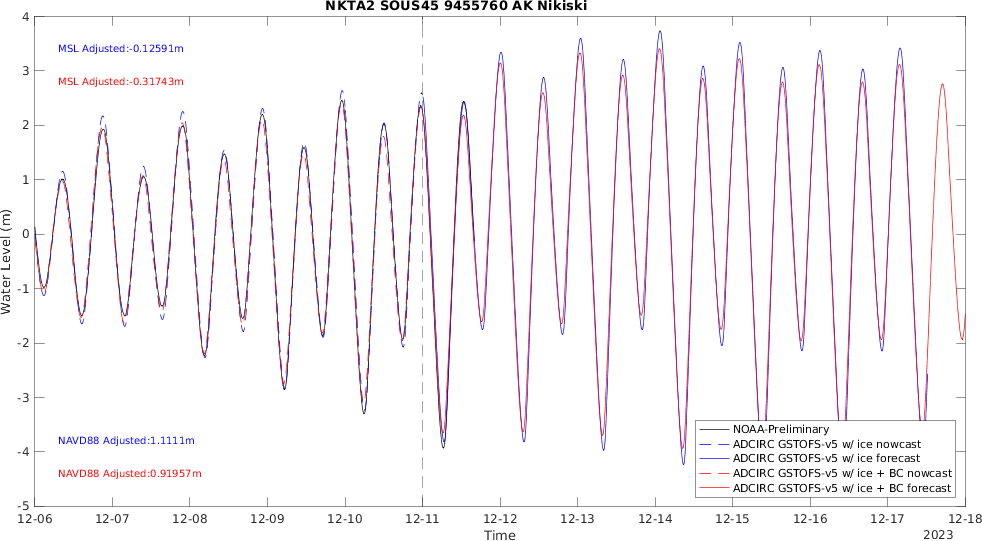 NKTA2 SOUS45 9455760 AK Nikiski
4
3
2
1
0
-1
-2
-3
-4
-5
Water Level (m)
MSL Adjusted:-0.12591m
MSL Adjusted:-0.31743m
NAVD88 Adjusted:1.1111m
NAVD88 Adjusted:0.91957m
NOAA-Preliminary
ADCIRC GSTOFS-v5 w/ ice nowcast
ADCIRC GSTOFS-v5 w/ ice forecast
ADCIRC GSTOFS-v5 w/ ice + BC nowcast
ADCIRC GSTOFS-v5 w/ ice + BC forecast
12-06 12-07 12-08 12-09 12-10 12-11 12-12 12-13 12-14 12-15 12-16 12-17 12-18
Time
2023